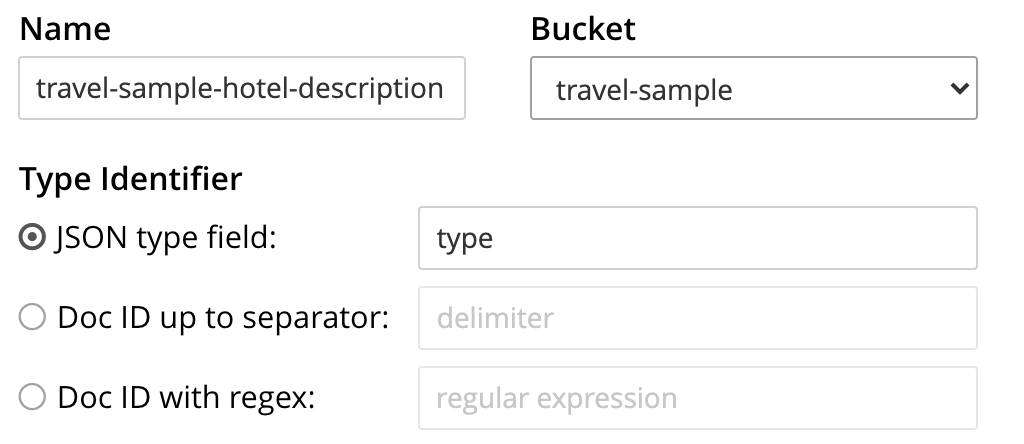 Name Bucket
travel-sample-hotel-description travel-sample
Type Identifier
JSON type field: type
Doc ID up to separator: delimiter
Doc ID with regex: regular expression